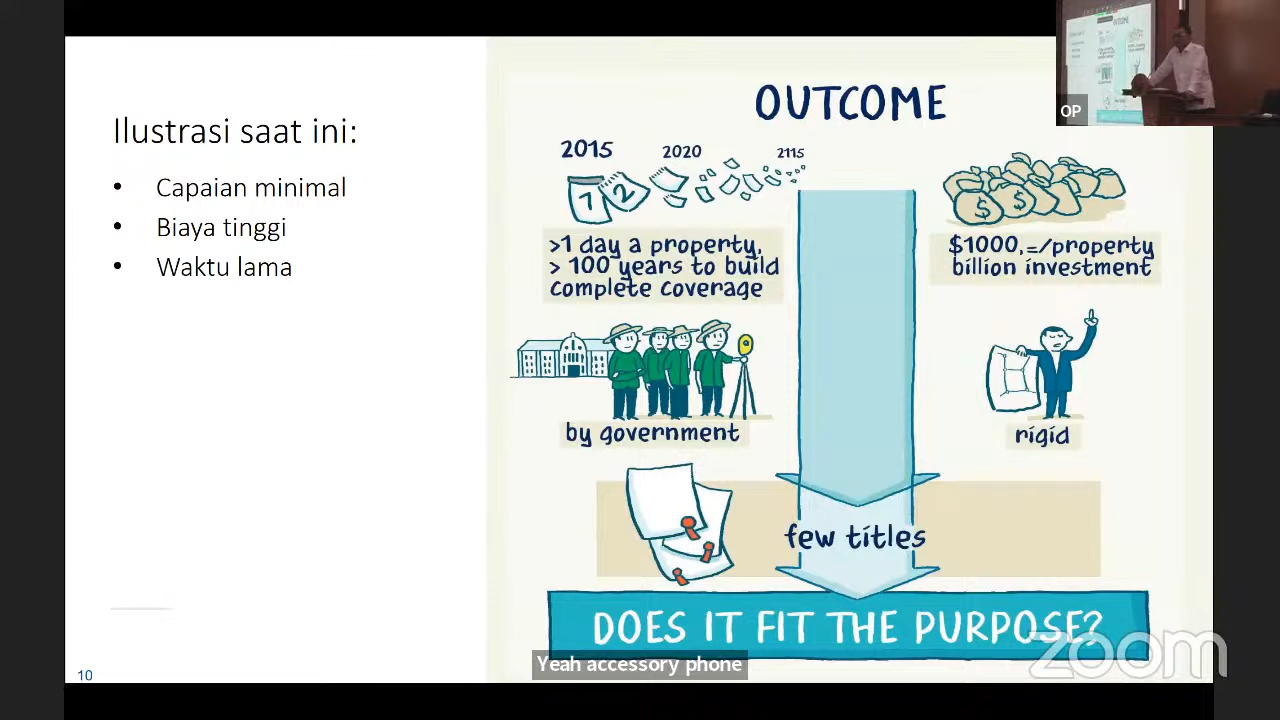 Ilustrasi saat ini:
• Capaian minimal
• Biaya tinggi
• Waktu lama
OUTCOME
2015
2020
2115
1 2
>1 day a property,
> 100 years to build
complete coverage
$ $
$1000,=/property
billion investment
by government
rigid
few titles
DOES IT FIT THE PURPOSE?
Yeah accessory phone
zoom
10
OP